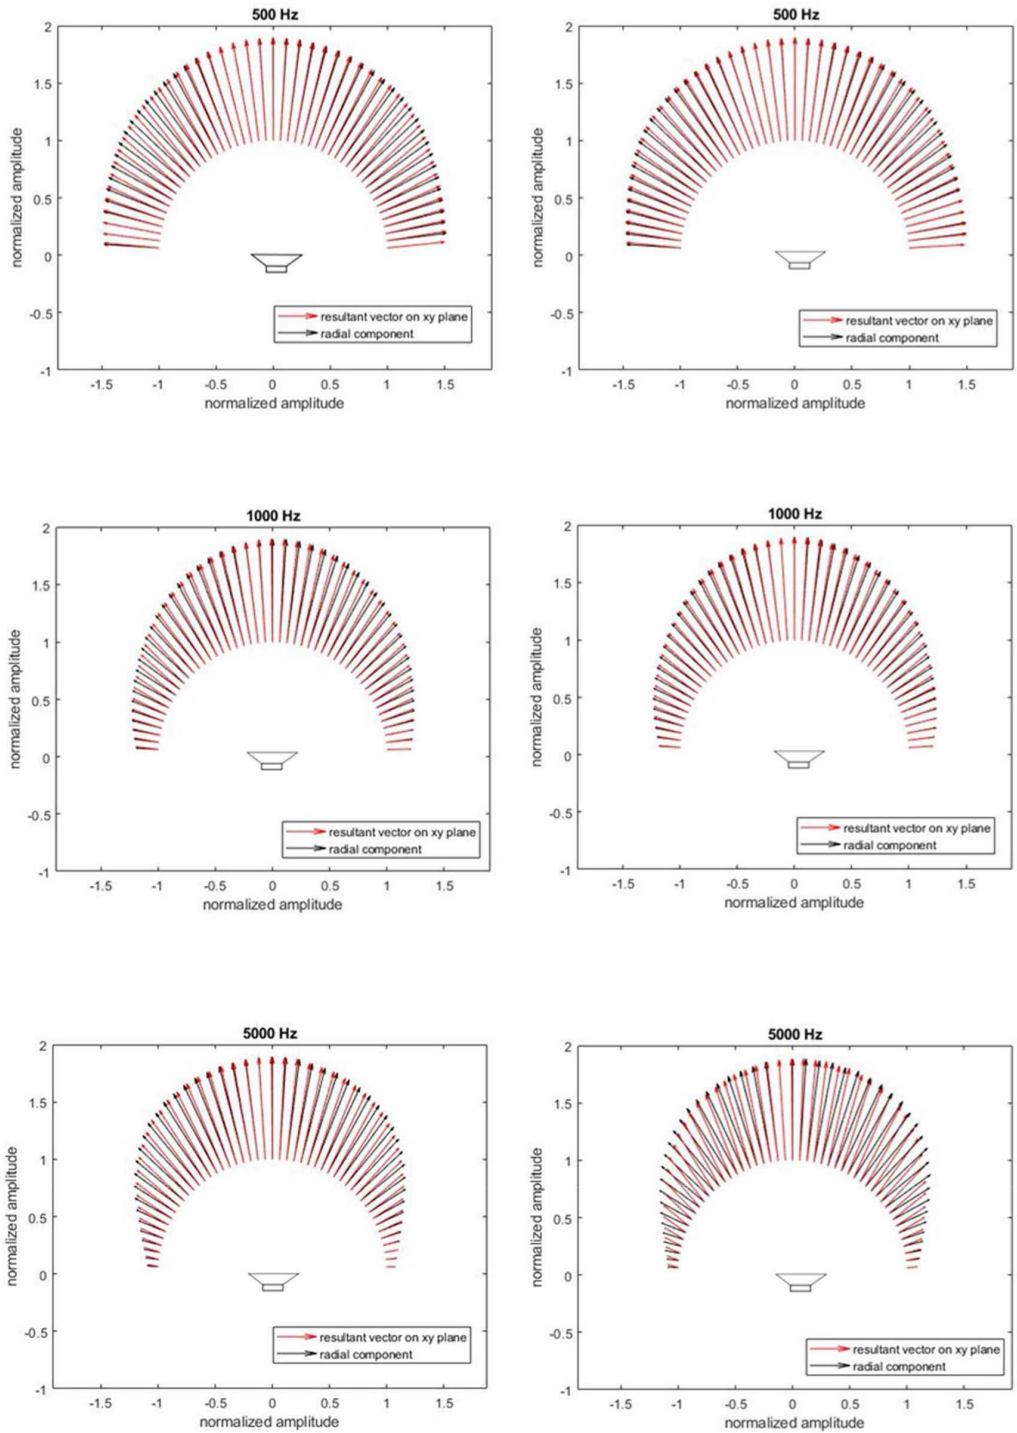 500 Hz
2
1.5
1
0.5
0
-0.5
-1
-1.5 -1 -0.5 0 0.5 1 1.5
normalized amplitude
normalized amplitude
resultant vector on xy plane
radial component
500 Hz
2
1.5
1
0.5
0
-0.5
-1
-1.5 -1 -0.5 0 0.5 1 1.5
normalized amplitude
normalized amplitude
resultant vector on xy plane
radial component
1000 Hz
2
1.5
1
0.5
0
-0.5
-1
-1.5 -1 -0.5 0 0.5 1 1.5
normalized amplitude
normalized amplitude
resultant vector on xy plane
radial component
1000 Hz
2
1.5
1
0.5
0
-0.5
-1
-1.5 -1 -0.5 0 0.5 1 1.5
normalized amplitude
normalized amplitude
resultant vector on xy plane
radial component
5000 Hz
2
1.5
1
0.5
0
-0.5
-1
-1.5 -1 -0.5 0 0.5 1 1.5
normalized amplitude
normalized amplitude
resultant vector on xy plane
radial component
5000 Hz
2
1.5
1
0.5
0
-0.5
-1
-1.5 -1 -0.5 0 0.5 1 1.5
normalized amplitude
normalized amplitude
resultant vector on xy plane
radial component